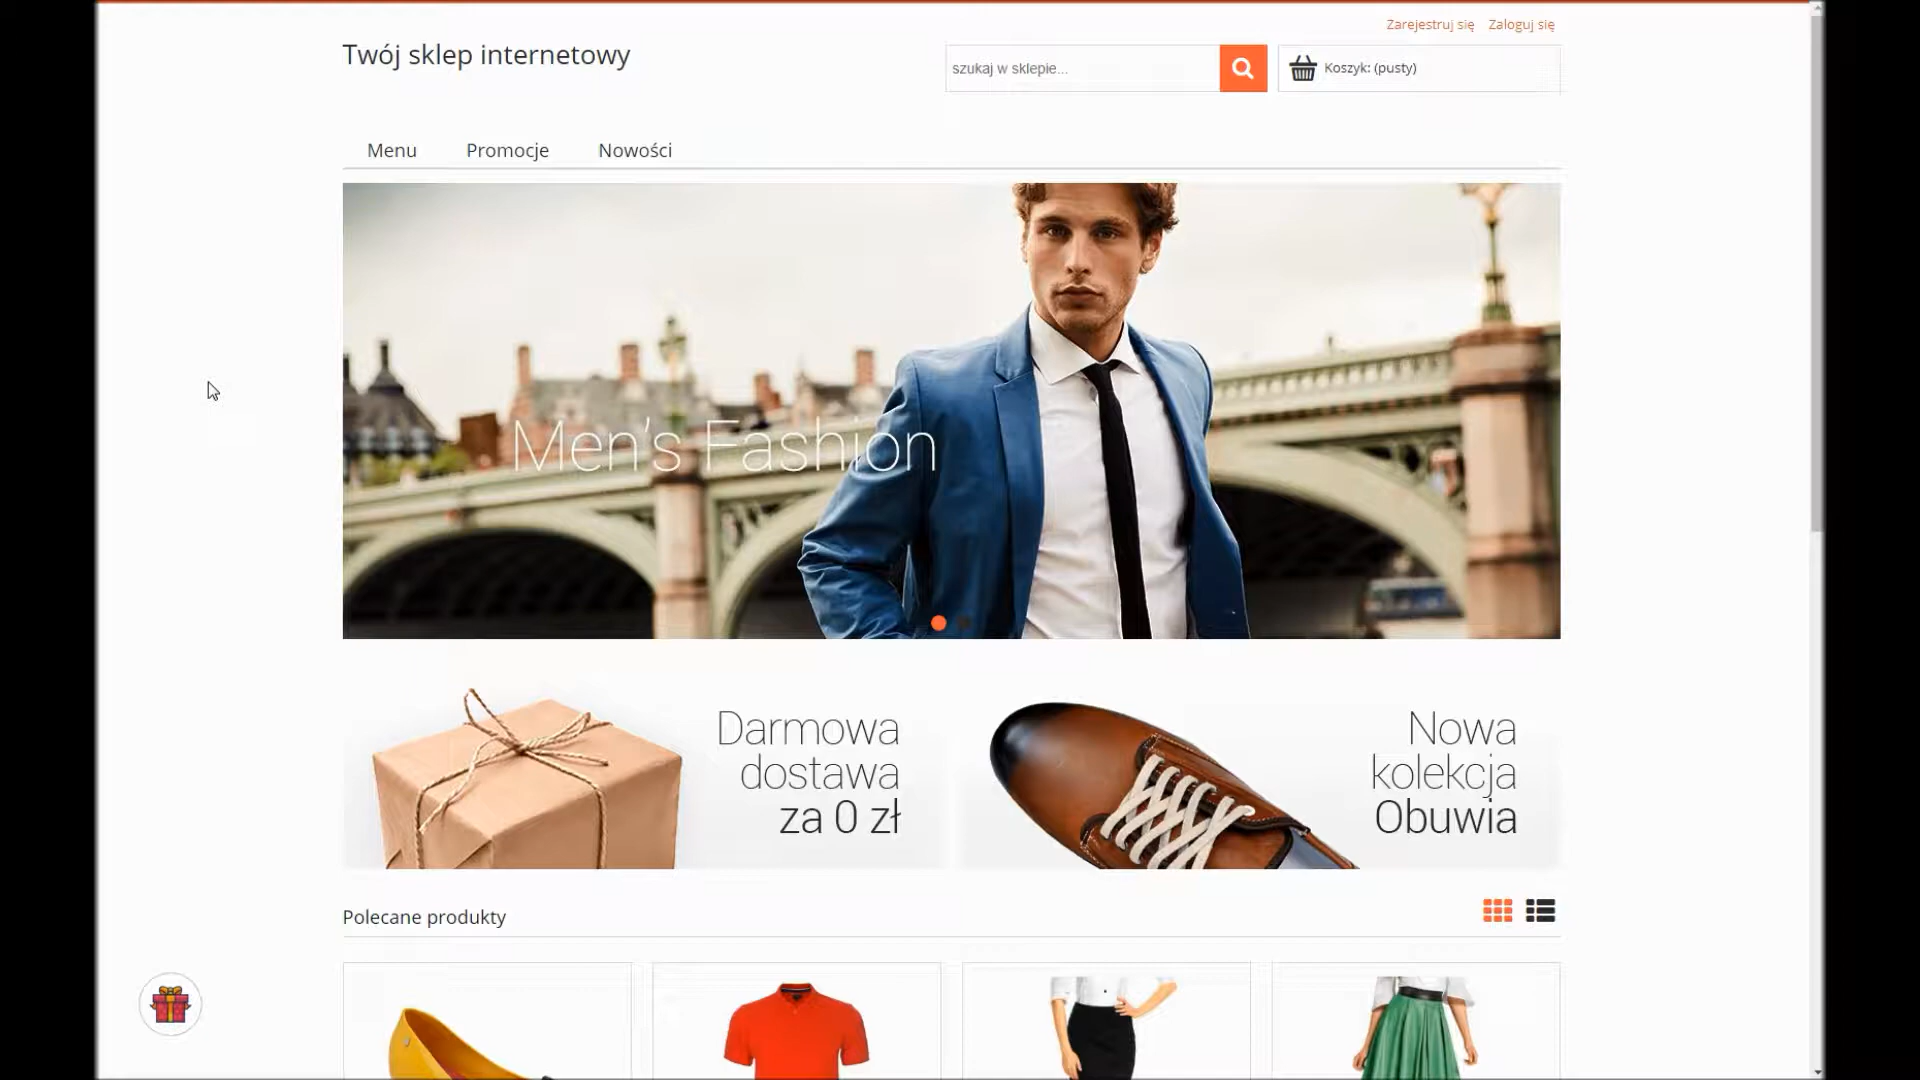 Zarejestruj się Zaloguj się
Twój sklep internetowy
szukaj w sklepie...
Koszyk: (pusty)
Menu Promocje Nowości
Men's Fashion
Darmowa
dostawa
za 0 zł
Nowa
kolekcja
Obuwia
Polecane produkty